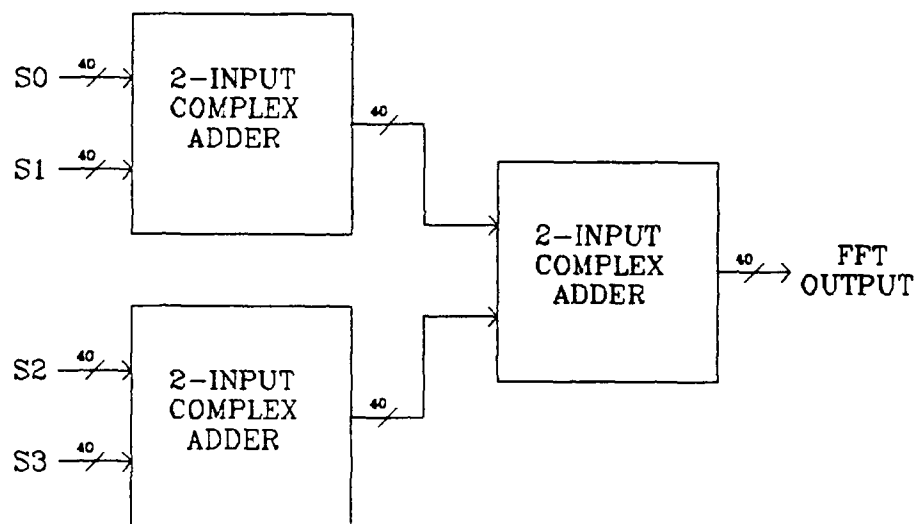 S0
40
S1
40
2-INPUT
COMPLEX
ADDER
40
S2
40
S3
40
2-INPUT
COMPLEX
ADDER
40
2-INPUT
COMPLEX
ADDER
40
FFT
OUTPUT